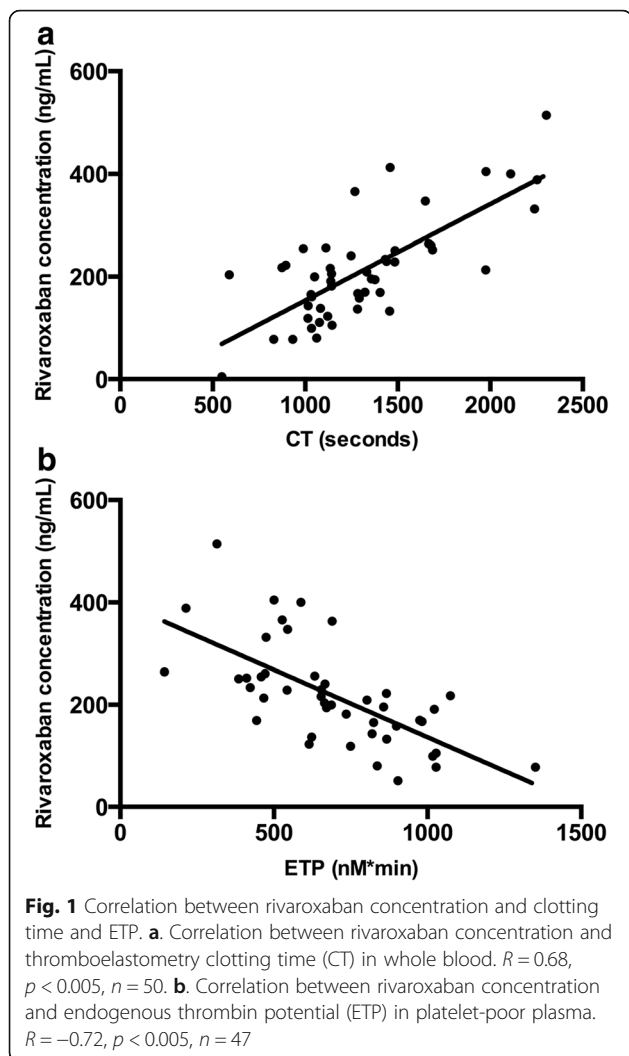 a
Rivaroxaban concentration (ng/mL)
600
400
200
0
0 500 1000 1500 2000 2500
CT (seconds)
b
Rivaroxaban concentration (ng/mL)
600
400
200
0
0 500 1000 1500
ETP (nM*min)
Fig. 1 Correlation between rivaroxaban concentration and clotting
time and ETP. a. Correlation between rivaroxaban concentration and
thromboelastometry clotting time (CT) in whole blood. R = 0.68,
p < 0.005, n = 50. b. Correlation between rivaroxaban concentration
and endogenous thrombin potential (ETP) in platelet-poor plasma.
R = −0.72, p < 0.005, n = 47